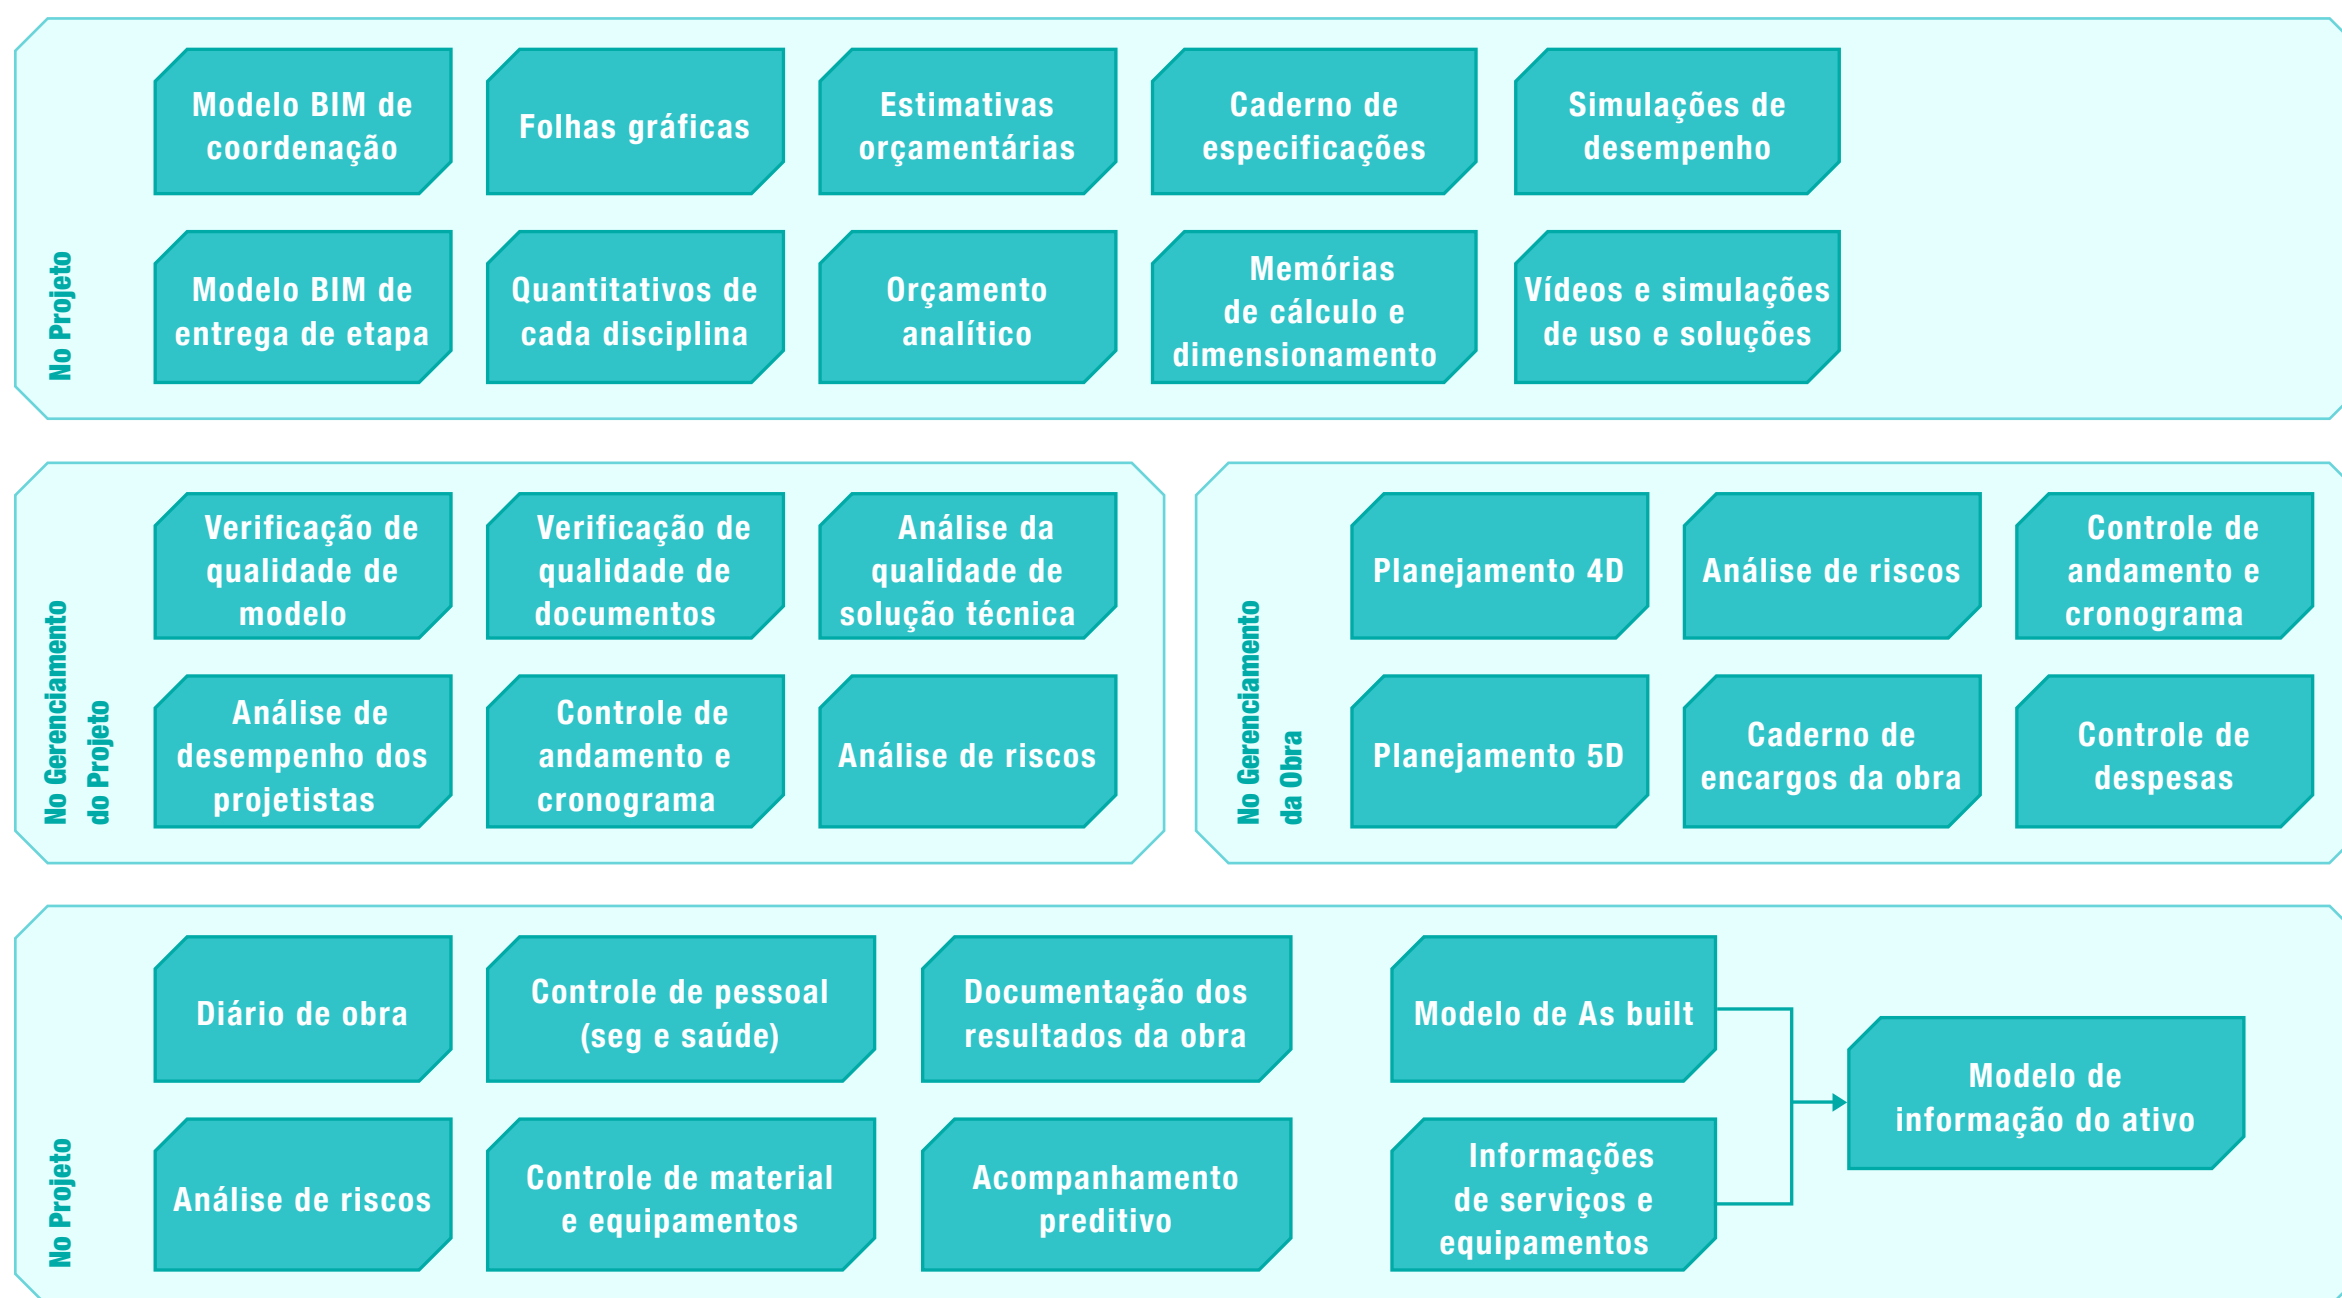 No Projeto
Modelo BIM de
coordenação
Folhas gráficas
Estimativas
orçamentárias
Caderno de
especificações
Simulações de
desempenho
Modelo BIM de
entrega de etapa
Quantitativos de
cada disciplina
Orçamento
analítico
Memórias
de cálculo e
dimensionamento
Vídeos e simulações
de uso e soluções
No Gerenciamento
do Projeto
Verificação de
qualidade de
modelo
Verificação de
qualidade de
documentos
Análise da
qualidade de
solução técnica
Análise de
desempenho dos
projetistas
Controle de
andamento e
cronograma
Análise de riscos
No Gerenciamento
da Obra
Planejamento 4D
Análise de riscos
Controle de
andamento e
cronograma
Planejamento 5D
Caderno de
encargos da obra
Controle de
despesas
No Projeto
Diário de obra
Controle de pessoal
(seg e saúde)
Documentação dos
resultados da obra
Modelo de As built
Análise de riscos
Controle de material
e equipamentos
Acompanhamento
preditivo
Informações
de serviços e
equipamentos
Modelo de
informação do ativo